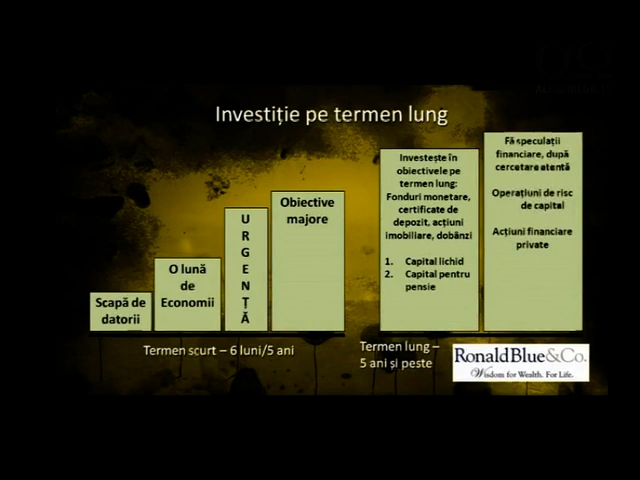 Investiție pe termen lung
Scapă de
datorii
O lună
de
Economii
U
R
G
E
N
Ț
Ă
Obiective
majore
Investește în
obiectivele pe
termen lung:
Fonduri monetare,
certificate de
depozit, acțiuni
imobiliare, dobânzi
1. Capital lichid
2. Capital pentru
pensie
Fă speculații
financiare, după
cercetare atentă
Operațiuni de risc
de capital
Acțiuni financiare
private
Termen scurt – 6 luni/5 ani
Termen lung –
5 ani și peste
RonaldBlue&Co.
Wisdom for Wealth. For Life.